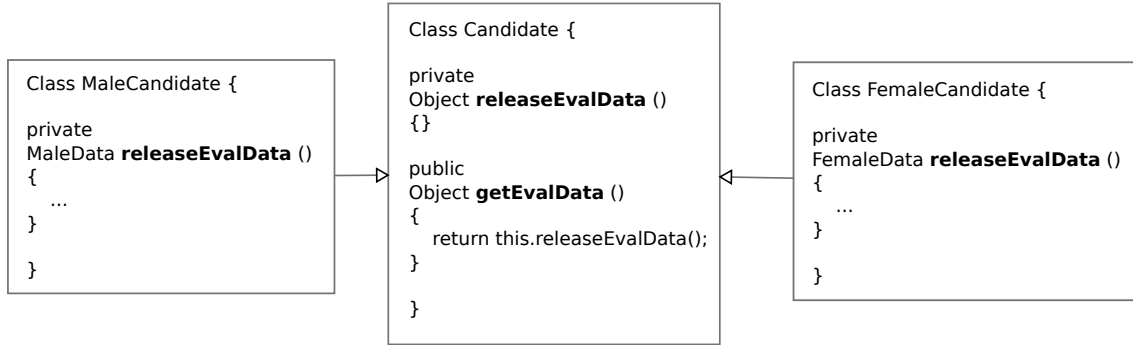 Class MaleCandidate {
private
MaleData releaseEvalData ()
{
...
}
}
Class Candidate {
private
Object releaseEvalData ()
{}
public
Object getEvalData ()
{
return this.releaseEvalData();
}
}
Class FemaleCandidate {
private
FemaleData releaseEvalData ()
{
...
}
}